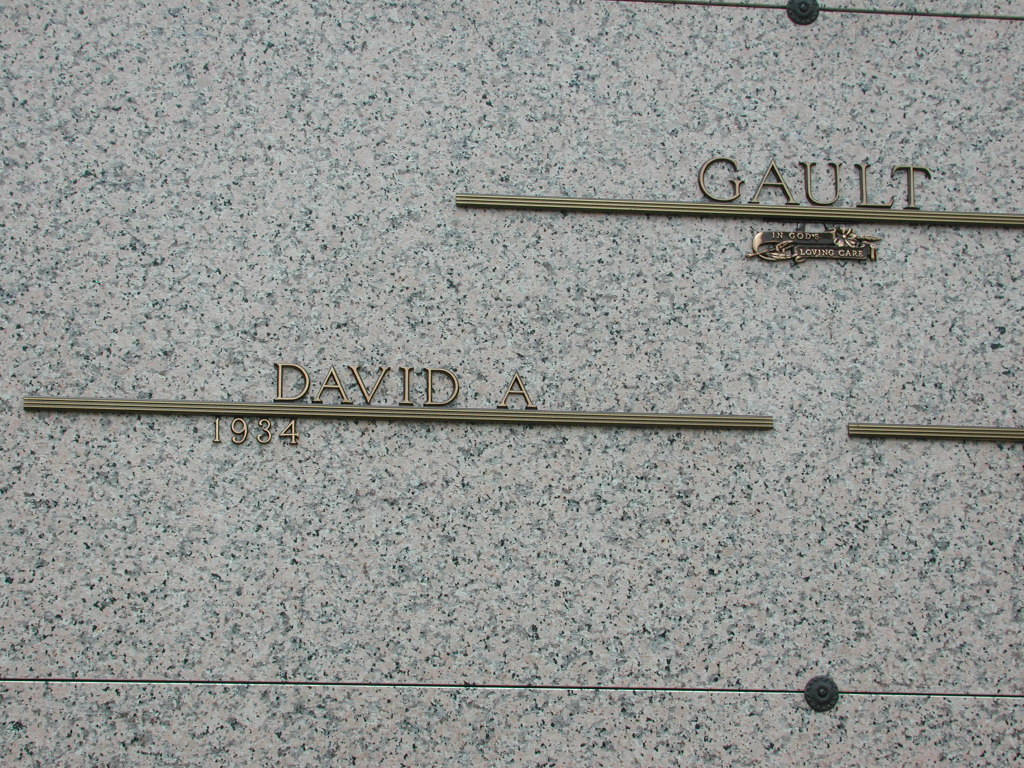 GAULT
IN GOD'S
LOVING CARE
DAVID A
1934